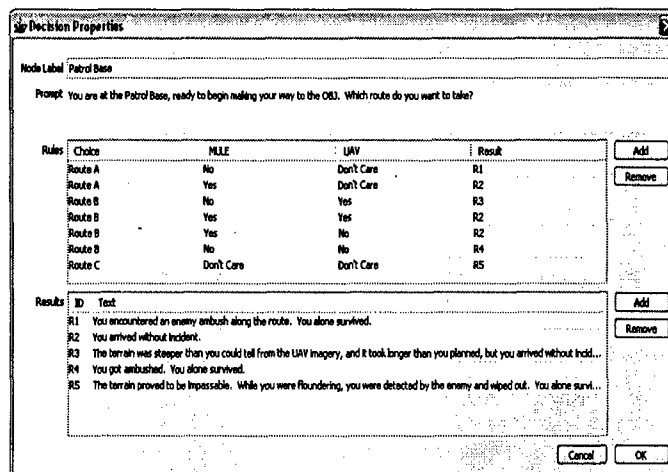 Decision Properties
Node Label Patrol Base
Prompt You are at the Patrol Base, ready to begin making your way to the OBJ. Which route do you want to take?
Rules Choice MULE UAV Result Add
Route A No Don't Care R1 Remove
Route A Yes Don't Care R2
Route B No Yes R3
Route B Yes Yes R2
Route B Yes No R2
Route B No No R4
Route C Don't Care Don't Care R5
Results ID Text Add
R1 You encountered an enemy ambush along the route. You alone survived. Remove
R2 You arrived without incident.
R3 The terrain was steeper than you could tell from the UAV imagery, and it took longer than you planned, but you arrived without incid...
R4 You got ambushed. You alone survived.
R5 The terrain proved to be impassable. While you were floundering, you were detected by the enemy and wiped out. You alone survi...
Cancel OK